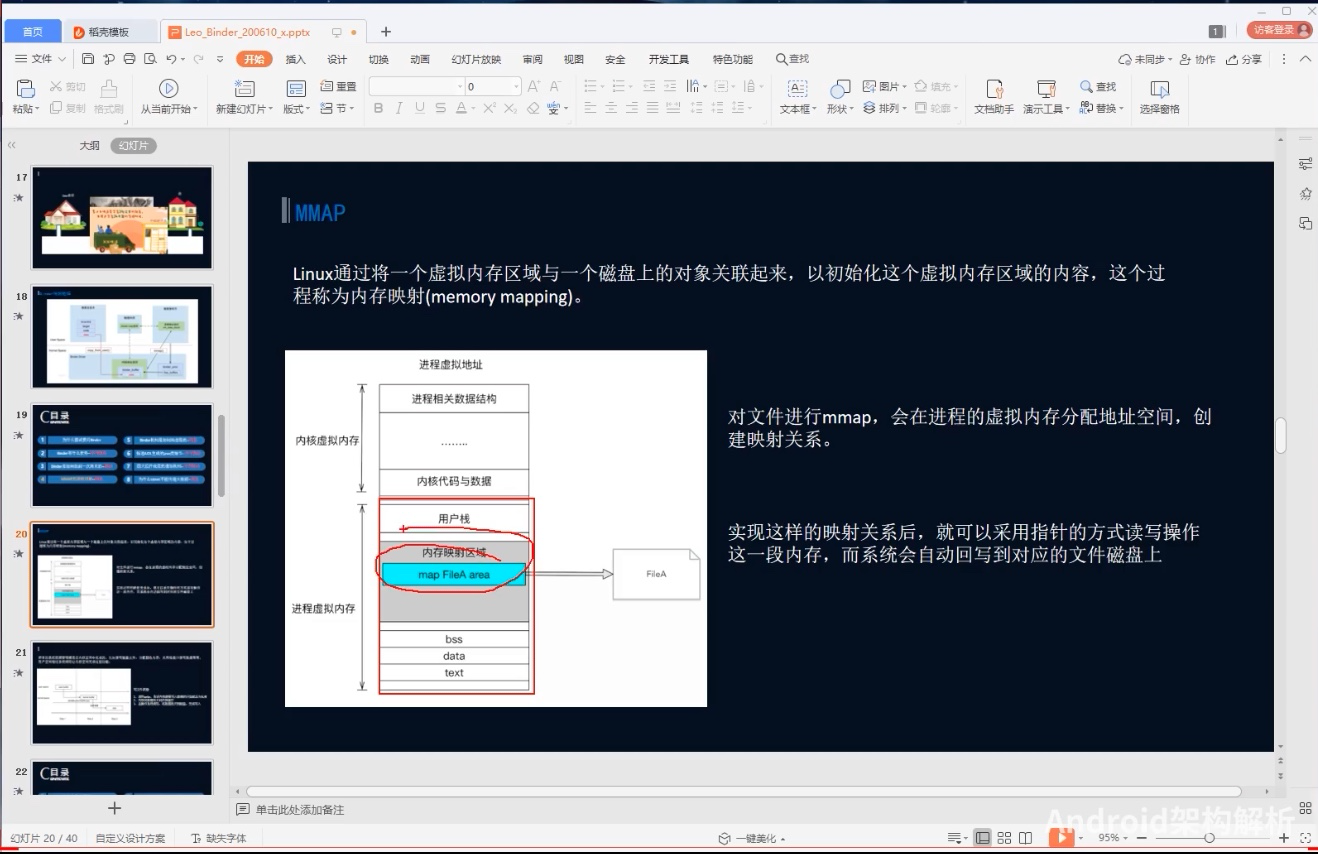 首页
稻壳模板
Leo_Binder_200610_x.pptx
+
1
访客登录
文件
开始
插入
设计
切换
动画
幻灯片放映
审阅
视图
安全
开发工具
特色功能
查找
未同步
协作
分享
粘贴
剪切
复制
格式刷
从当前开始
新建幻灯片
版式
重置
节
0
B I U S A X² X₂
文本框
形状
图片
排列
填充
轮廓
文档助手
演示工具
查找
替换
选择窗格
大纲
幻灯片
17
18
19
目录
20
21
22
目录
MMAP
Linux通过将一个虚拟内存区域与一个磁盘上的对象关联起来，以初始化这个虚拟内存区域的内容，这个过
程称为内存映射(memory mapping)。
进程虚拟地址
进程相关数据结构
内核虚拟内存
........
内核代码与数据
用户栈
内存映射区域
map FileA area
FileA
进程虚拟内存
bss
data
text
对文件进行mmap，会在进程的虚拟内存分配地址空间，创
建映射关系。
实现这样的映射关系后，就可以采用指针的方式读写操作
这一段内存，而系统会自动回写到对应的文件磁盘上
单击此处添加备注
Android架构解析
幻灯片 20 / 40
自定义设计方案
缺失字体
一键美化
95%